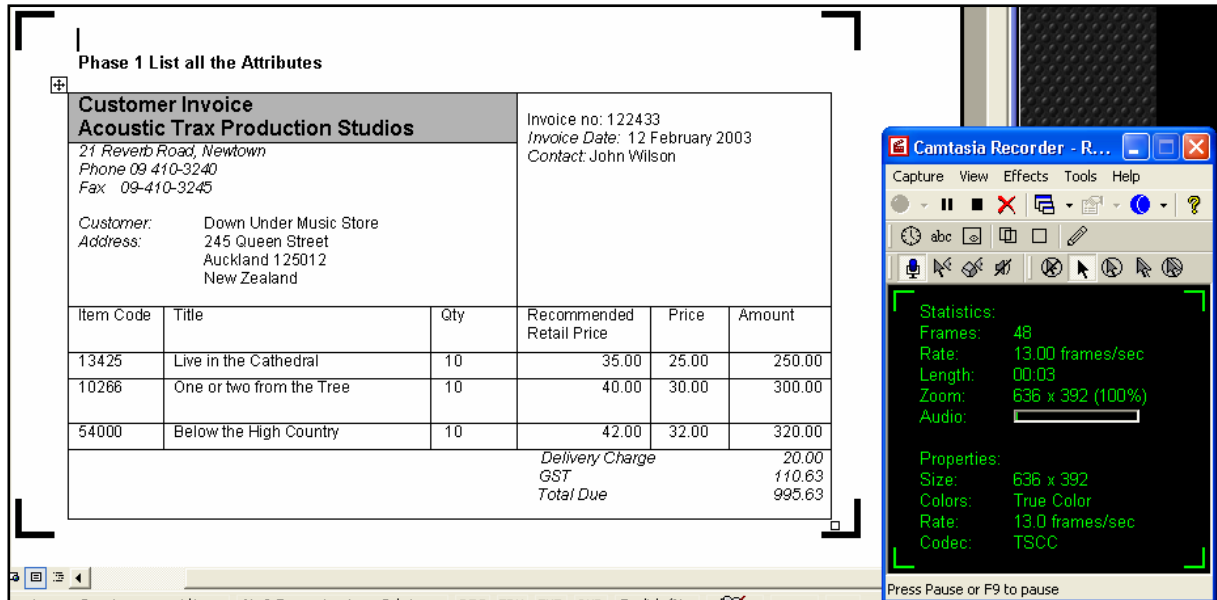 Phase 1 List all the Attributes
Customer Invoice
Acoustic Trax Production Studios
21 Reverb Road, Newtown
Phone 09 410-3240
Fax 09-410-3245
Customer: Down Under Music Store
Address: 245 Queen Street
Auckland 125012
New Zealand
Invoice no: 122433
Invoice Date: 12 February 2003
Contact: John Wilson
Item Code Title Qty Recommended Retail Price Price Amount
13425 Live in the Cathedral 10 35.00 25.00 250.00
10266 One or two from the Tree 10 40.00 30.00 300.00
54000 Below the High Country 10 42.00 32.00 320.00
Delivery Charge 20.00
GST 110.63
Total Due 995.63
Camtasia Recorder - R...
Capture View Effects Tools Help
abc
Statistics:
Frames: 48
Rate: 13.00 frames/sec
Length: 00:03
Zoom: 636 x 392 (100%)
Audio:
Properties:
Size: 636 x 392
Colors: True Color
Rate: 13.0 frames/sec
Codec: TSCC
Press Pause or F9 to pause